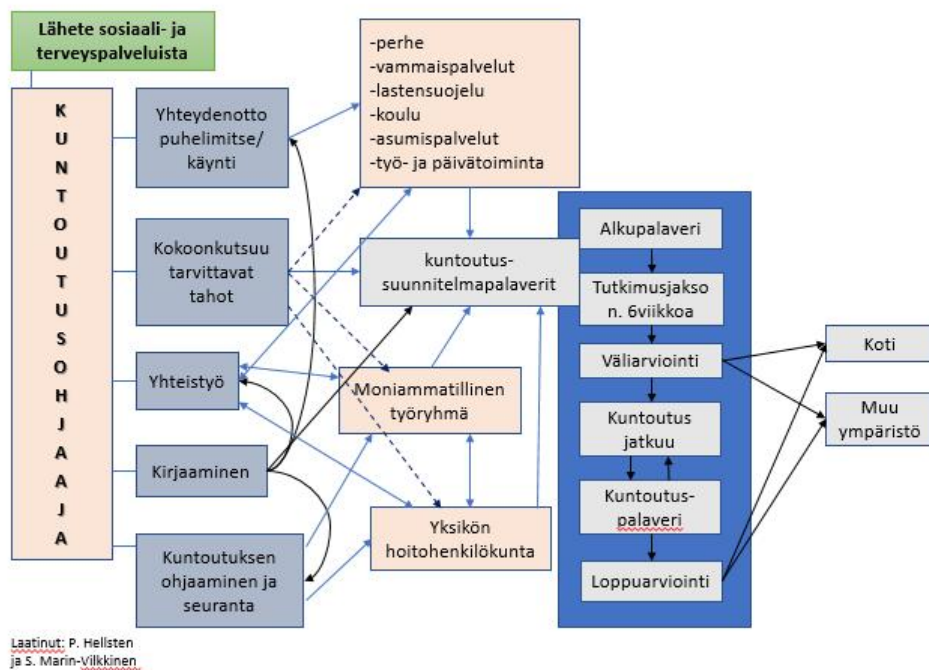 Lähete sosiaali- ja
terveyspalveluista
K
U
N
T
O
U
T
U
S
O
H
J
A
A
J
A
Yhteydenotto
puhelimitse/
käynti
Kokoonkutsuu
tarvittavat
tahot
Yhteistyö
Kirjaaminen
Kuntoutuksen
ohjaaminen ja
seuranta
-perhe
-vammaispalvelut
-lastensuojelu
-koulu
-asumispalvelut
-työ- ja päivätoiminta
kuntoutus-
suunnitelmapalaverit
Moniammatillinen
työryhmä
Yksikön
hoitohenkilökunta
Alkupalaveri
Tutkimusjakso
n. 6viikkoa
Väliarviointi
Kuntoutus
jatkuu
Kuntoutus-
palaveri
Loppuarviointi
Koti
Muu
ympäristö
Laatinut: P. Hellsten
ja S. Marin-Vilkkinen